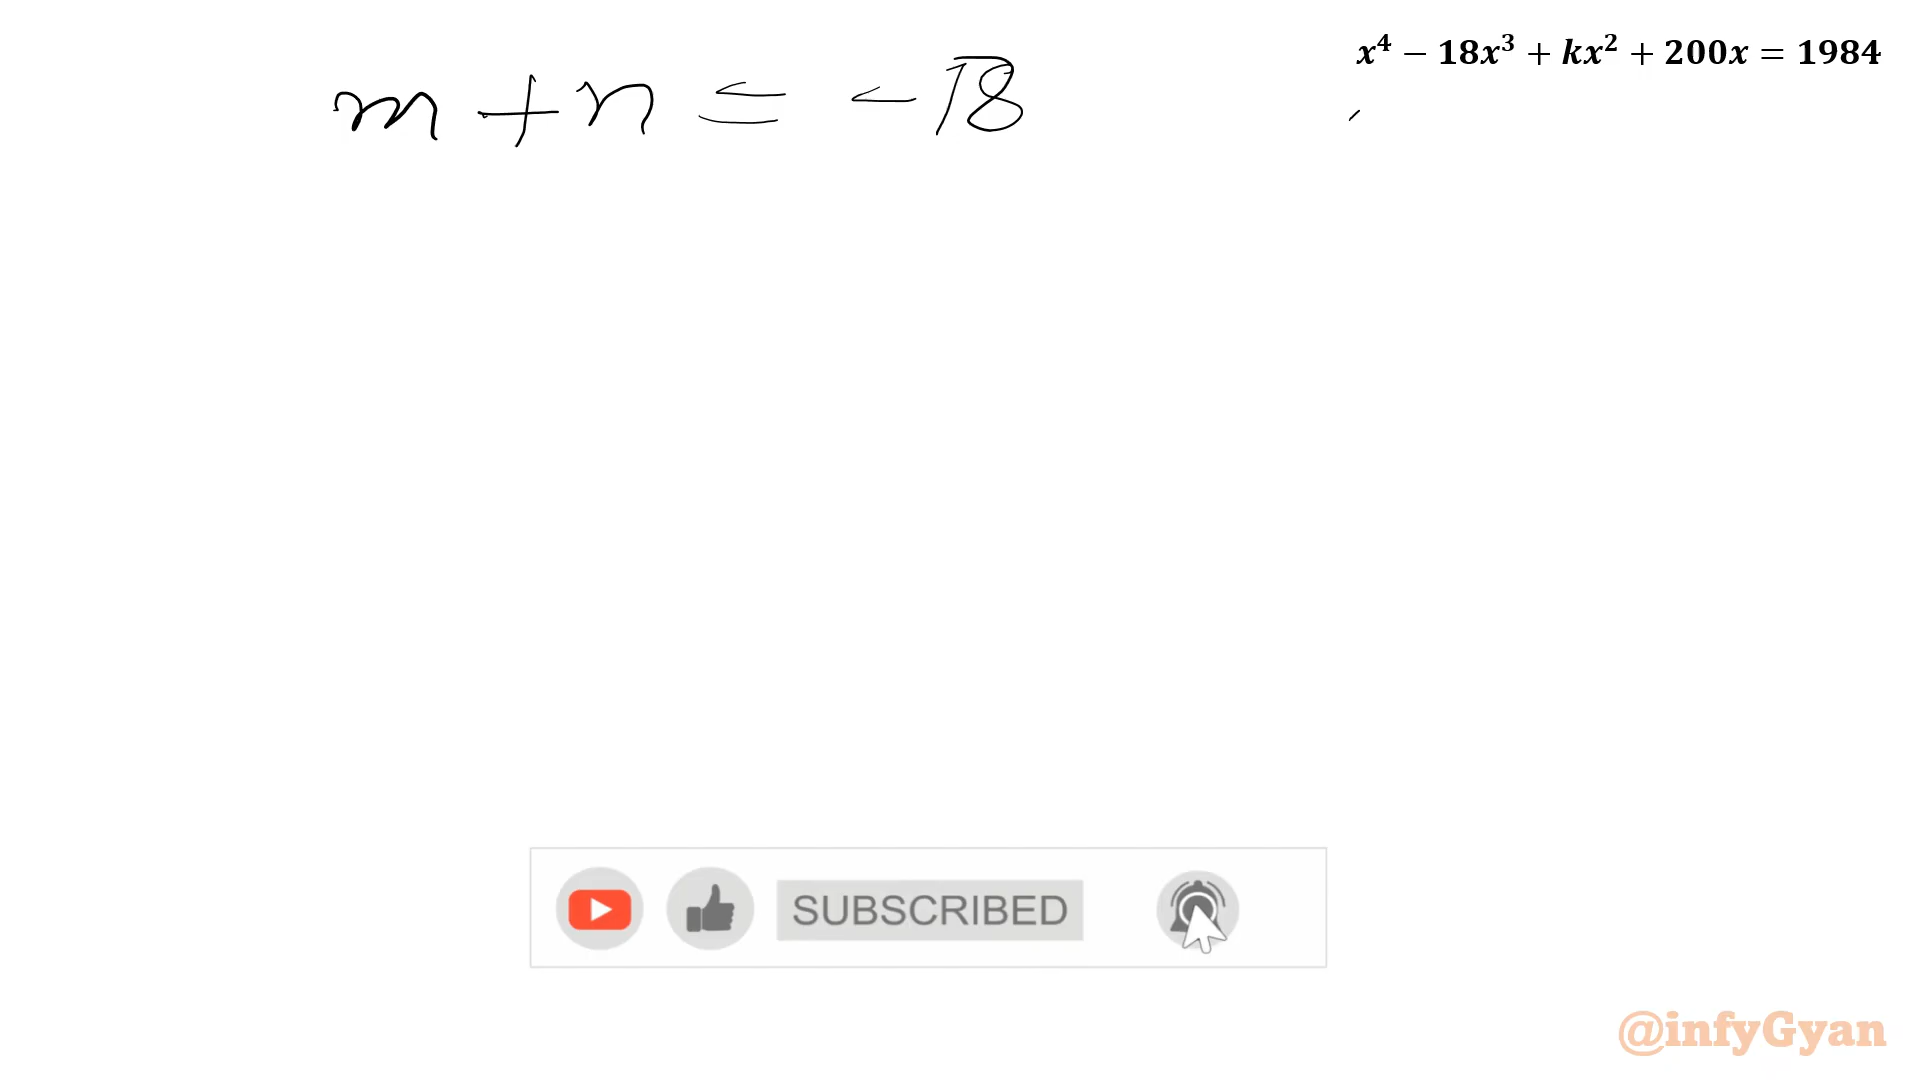 x⁴ − 18x³ + kx² + 200x = 1984
m + n = −18
SUBSCRIBED
@infyGyan